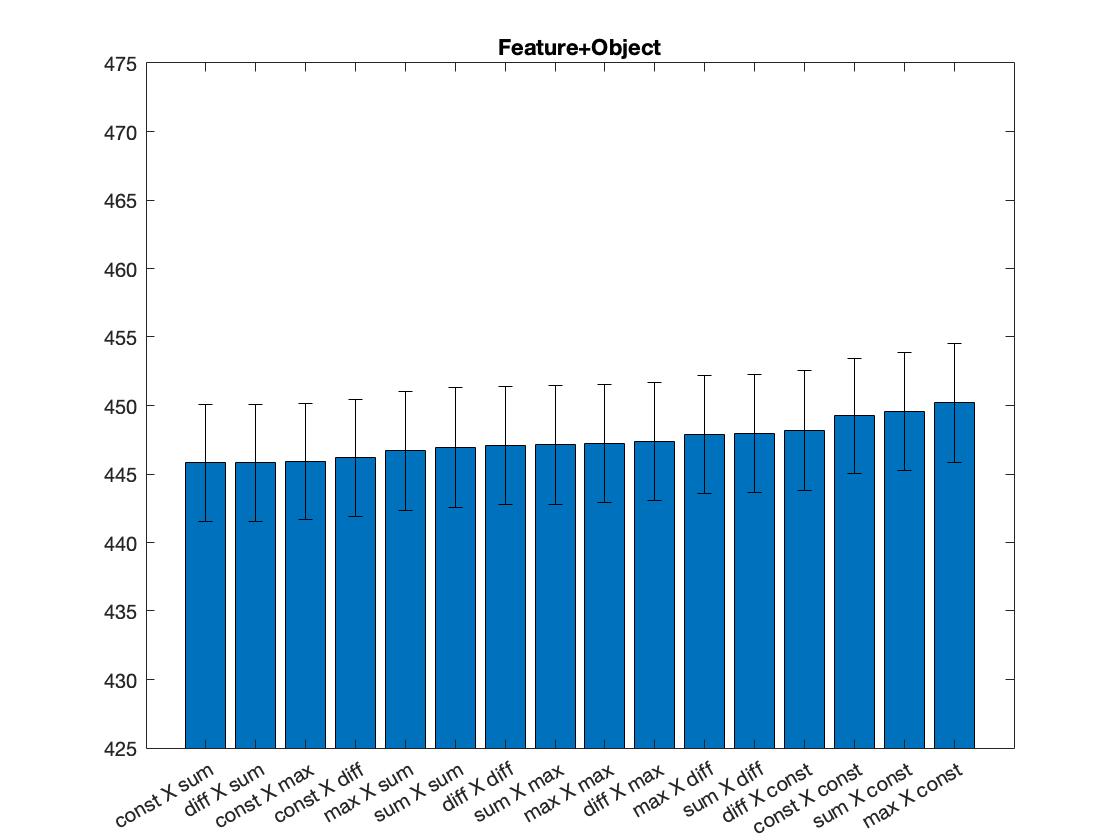 Feature+Object
475
470
465
460
455
450
445
440
435
430
425
const X sum
diff X sum
const X max
const X diff
max X sum
sum X sum
diff X diff
sum X max
max X max
diff X max
max X diff
sum X diff
diff X const
const X const
sum X const
max X const